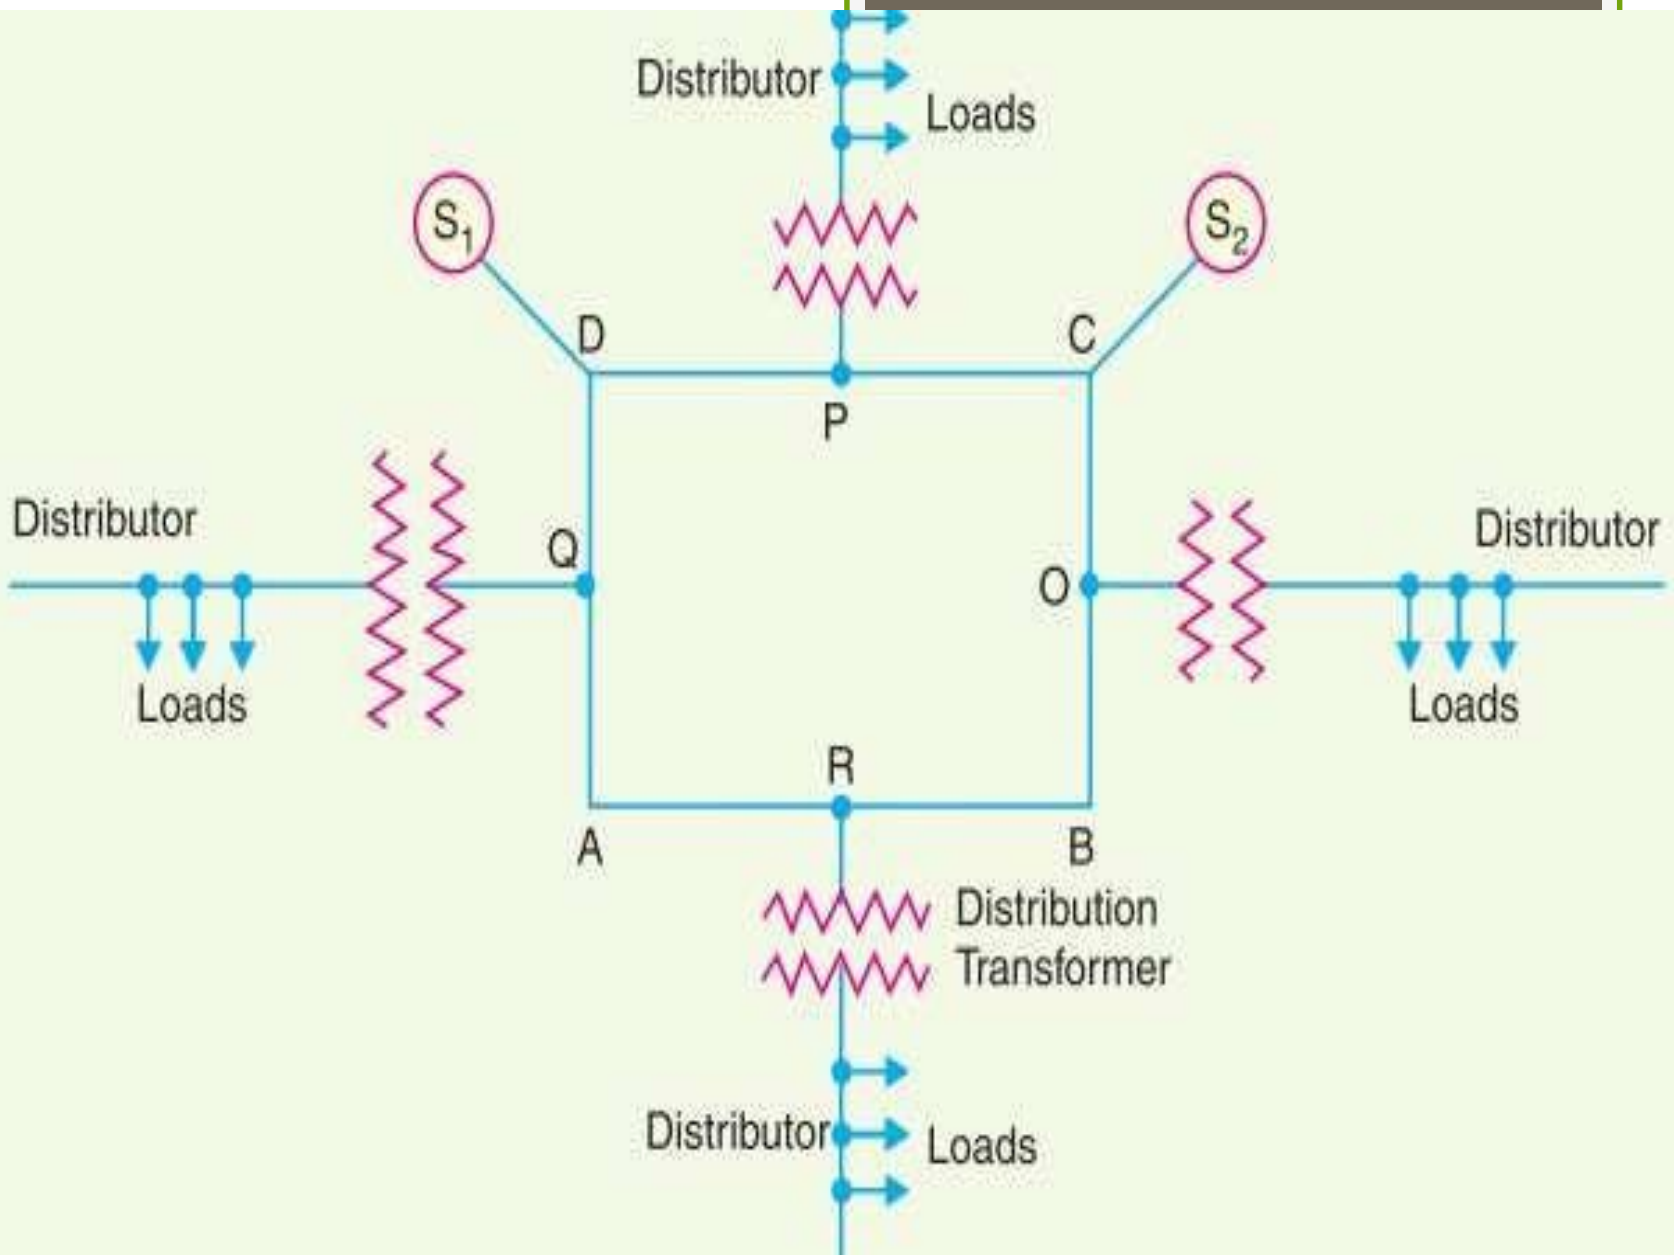 Distributor
Loads
S1
S2
D
C
P
Distributor
Q
O
Distributor
Loads
Loads
R
A
B
Distribution
Transformer
Distributor
Loads